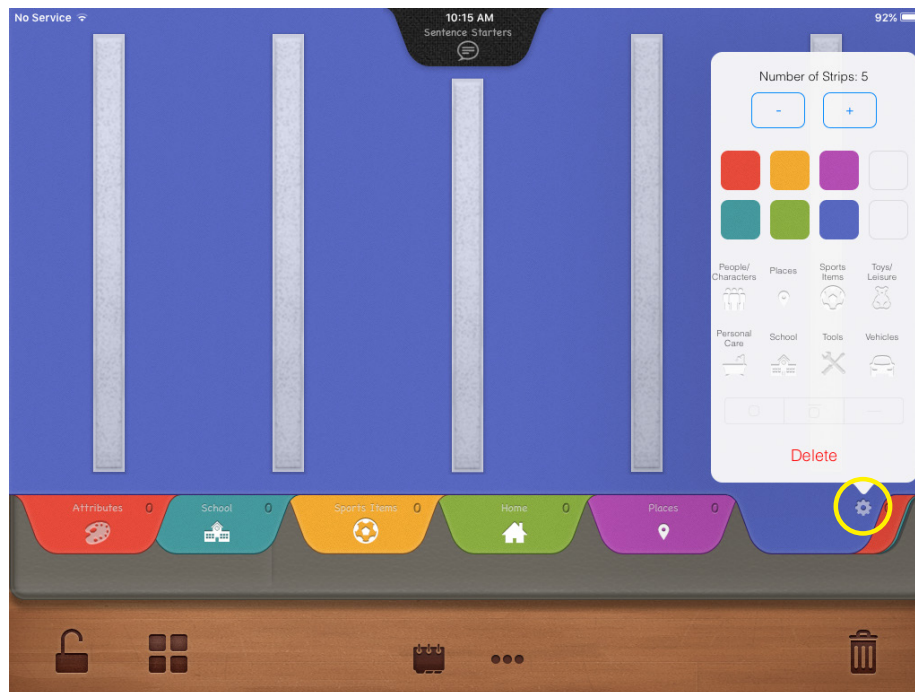 No Service
10:15 AM
92%
Sentence Starters
Number of Strips: 5
-
+
People/
Characters
Places
Sports
Items
Toys/
Leisure
Personal
Care
School
Tools
Vehicles
Delete
Attributes 0
School 0
Sports Items 0
Home 0
Places 0